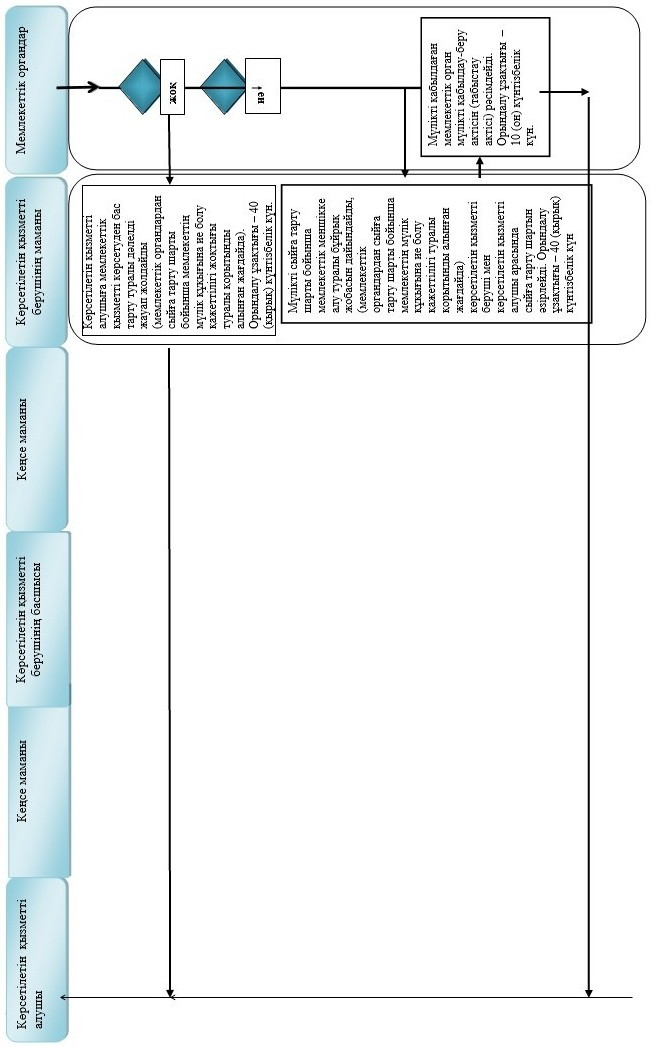 Мемлекеттік органдар
Көрсетілетін қызметті
берушінің маманы
Кеңсе маманы
Көрсетілетін қызметті
берушінің басшысы
Кеңсе маманы
Көрсетілетін қызметті
алушы
жоқ
Мүлікті қабылдаған
мемлекеттік орган
мүлікті қабылдау-беру
актісін (табыстау
актісі) рәсімдейді.
Орындалу ұзақтығы –
10 (он) күнтізбелік
күн.
Көрсетілетін қызметті
алушыға мемлекеттік
қызметті көрсетуден бас
тарту туралы дәлелді
жауап жолдайды
(мемлекеттік органдардан
сыйға тарту шарты
бойынша мемлекеттің
мүлік құқығына ие болу
қажеттілігі жоқтығы
туралы қорытынды
алынған жағдайда).
Орындалу ұзақтығы – 40
(қырық) күнтізбелік күн.
Мүлікті сыйға тарту
шарты бойынша
мемлекеттік меншікке
алу туралы бұйрық
жобасын дайындайды,
(мемлекеттік
органдардан сыйға
тарту шарты бойынша
мемлекеттің мүлік
құқығына ие болу
қажеттілігі туралы
қорытынды алынған
жағдайда)
көрсетілетін қызметті
беруші мен
көрсетілетін қызметті
алушы арасында
сыйға тарту шартын
әзірлейді. Орындалу
ұзақтығы – 40 (қырық)
күнтізбелік күн